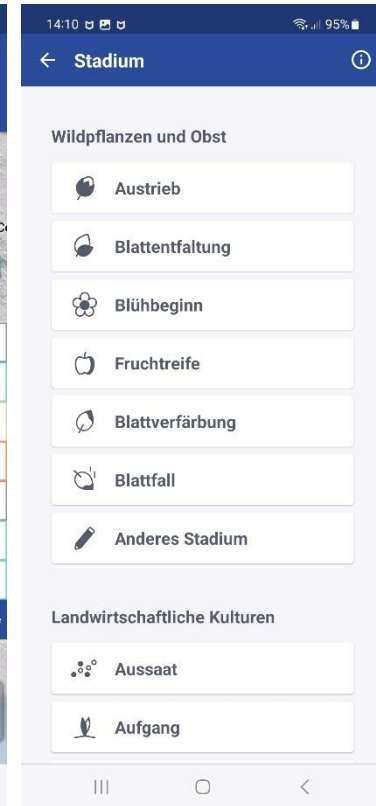 14:10 95%
Stadium
Wildpflanzen und Obst
Austrieb
Blattentfaltung
Blühbeginn
Fruchtreife
Blattverfärbung
Blattfall
Anderes Stadium
Landwirtschaftliche Kulturen
Aussaat
Aufgang